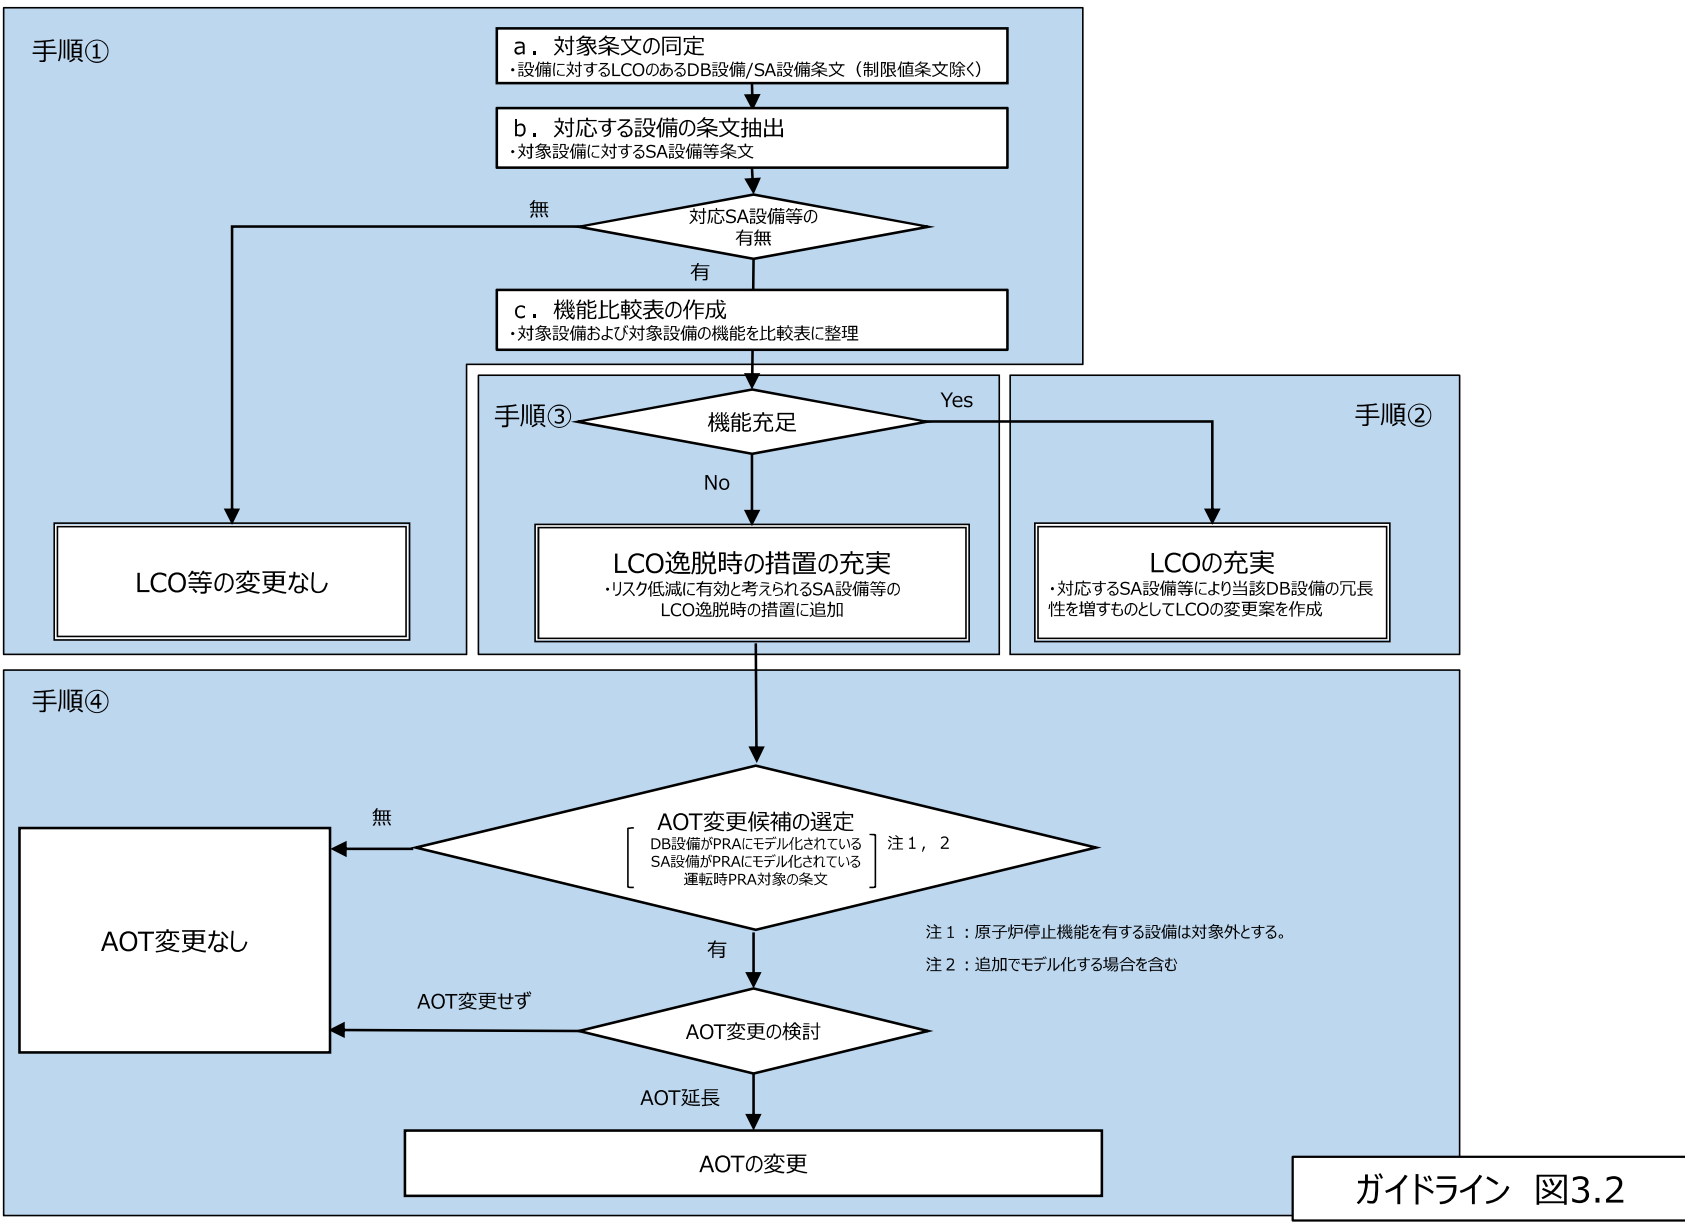 手順①
a．対象条文の同定
・設備に対するLCOのあるDB設備/SA設備条文（制限値条文除く）
b．対応する設備の条文抽出
・対象設備に対するSA設備等条文
対応SA設備等の
有無
無
有
c．機能比較表の作成
・対象設備および対象設備の機能を比較表に整理
手順③
機能充足
Yes
手順②
No
LCO等の変更なし
LCO逸脱時の措置の充実
・リスク低減に有効と考えられるSA設備等の
LCO逸脱時の措置に追加
LCOの充実
・対応するSA設備等により当該DB設備の冗長
性を増すものとしてLCOの変更案を作成
手順④
無
AOT変更候補の選定
DB設備がPRAにモデル化されている
SA設備がPRAにモデル化されている
運転時PRA対象の条文
注１，２
AOT変更なし
注１：原子炉停止機能を有する設備は対象外とする。
有
注２：追加でモデル化する場合を含む
AOT変更せず
AOT変更の検討
AOT延長
AOTの変更
ガイドライン　図3.2